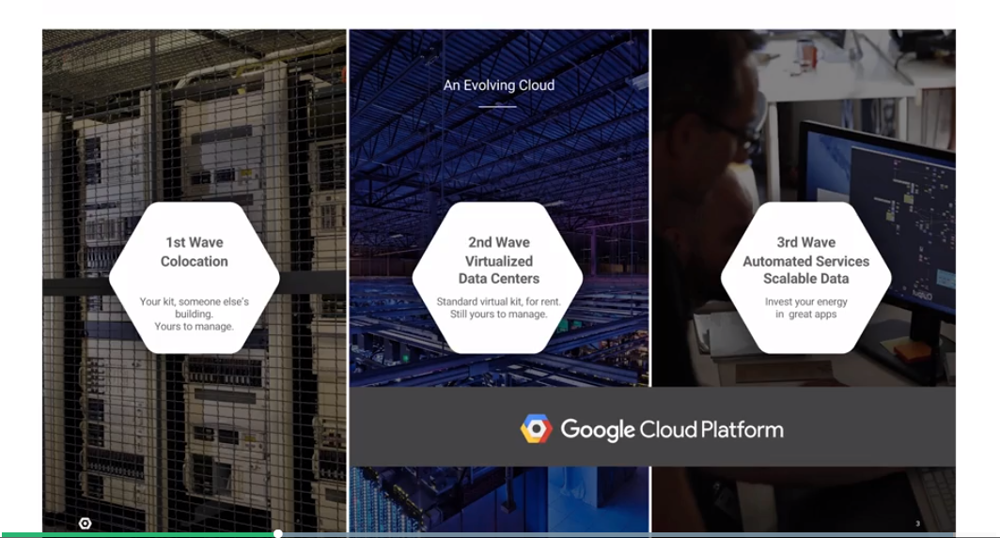 An Evolving Cloud
1st Wave
Colocation
Your kit, someone else's
building.
Yours to manage.
2nd Wave
Virtualized
Data Centers
Standard virtual kit, for rent.
Still yours to manage.
3rd Wave
Automated Services
Scalable Data
Invest your energy
in great apps
Google Cloud Platform
3